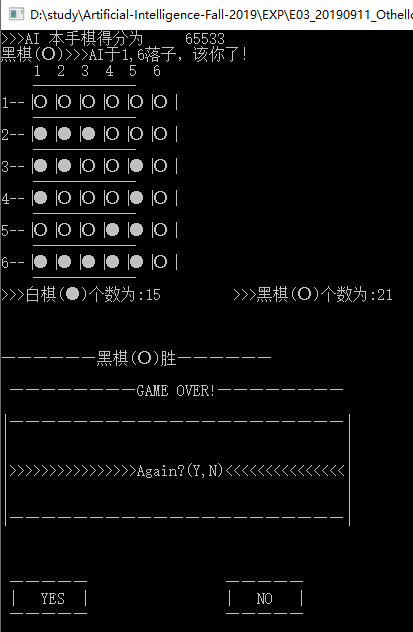 D:\study\Artificial-Intelligence-Fall-2019\EXP\E03_20190911_Othello
>>>AI 本手棋得分为     65533
黑棋(○)>>>AI于1,6落子，该你了!
1  2  3  4  5  6
1-- |○ |○ |○ |○ |○ |○ |
2-- |● |● |● |○ |○ |○ |
3-- |● |● |○ |○ |● |○ |
4-- |● |○ |○ |○ |● |○ |
5-- |○ |○ |○ |● |● |○ |
6-- |● |● |● |● |● |○ |
>>>白棋(●)个数为:15         >>>黑棋(○)个数为:21
——————黑棋(○)胜——————
————————GAME OVER!————————
>>>>>>>>>>>>>>>>Again?(Y,N)<<<<<<<<<<<<<<<
|  YES  |                 |  NO  |